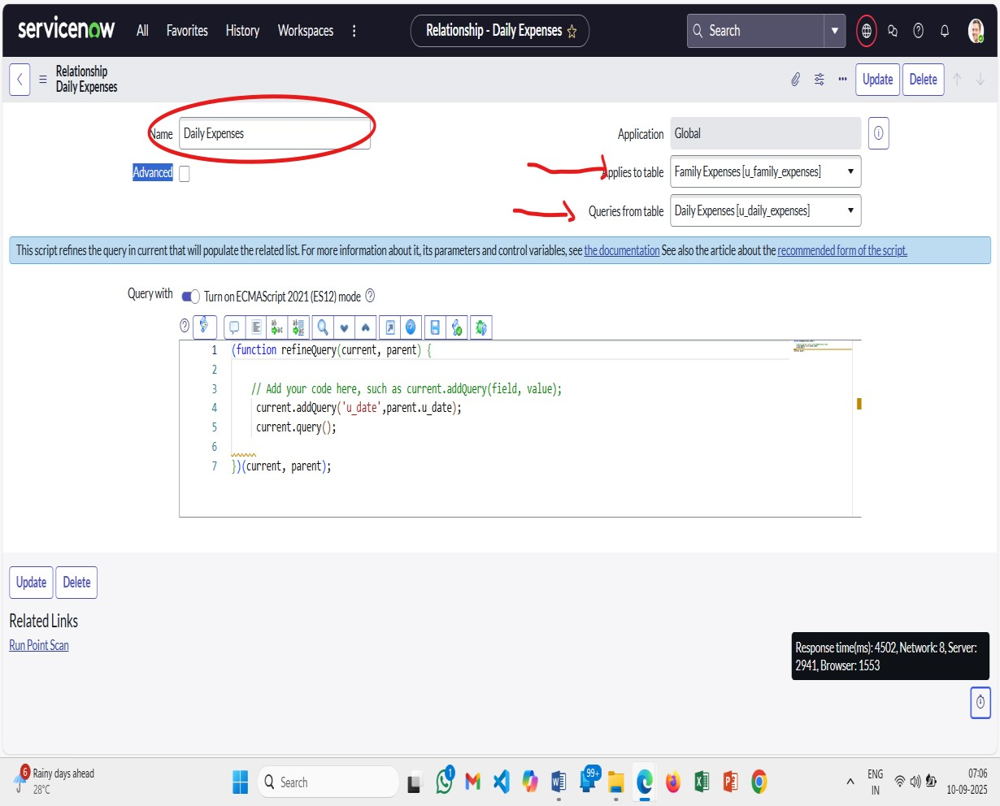 servicenow All Favorites History Workspaces Relationship - Daily Expenses Search
Relationship
Daily Expenses
Update Delete
Name Daily Expenses
Application Global
Advanced
Applies to table Family Expenses [u_family_expenses]
Queries from table Daily Expenses [u_daily_expenses]
This script refines the query in current that will populate the related list. For more information about it, its parameters and control variables, see the documentation See also the article about the recommended form of the script.
Query with Turn on ECMAScript 2021 (ES12) mode
1 (function refineQuery(current, parent) {
2
3 // Add your code here, such as current.addQuery(field, value);
4 current.addQuery('u_date',parent.u_date);
5 current.query();
6
7 })(current, parent);
Update Delete
Related Links
Run Point Scan
Response time(ms): 4502, Network: 8, Server:
2941, Browser: 1553
6 Rainy days ahead
28°C
Search
1
99+
ENG
IN
07:06
10-09-2025